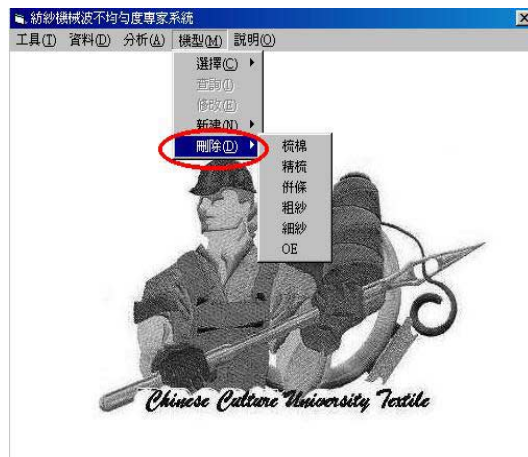 紡紗機械波不均勻度專家系統
工具(T) 資料(D) 分析(A) 機型(M) 說明(O)
選擇(C)
查詢(I)
修改(E)
新建(N)
刪除(D)
梳棉
精梳
併條
粗紗
細紗
OE
Chinese Culture University Textile